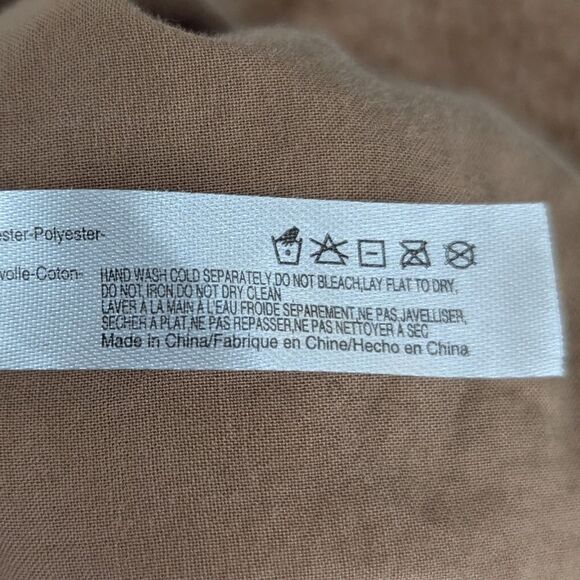 ester-Polyester-
wolle-Coton-
HAND WASH COLD SEPARATELY,DO NOT BLEACH,LAY FLAT TO DRY.
DO NOT IRON.DO NOT DRY CLEAN
LAVER A LA MAIN A L'EAU FROIDE SEPAREMENT.NE PAS JAVELLISER,
SECHER A PLAT.NE PAS REPASSER,NE PAS NETTOYER A SEC
Made in China/Fabrique en Chine/Hecho en China